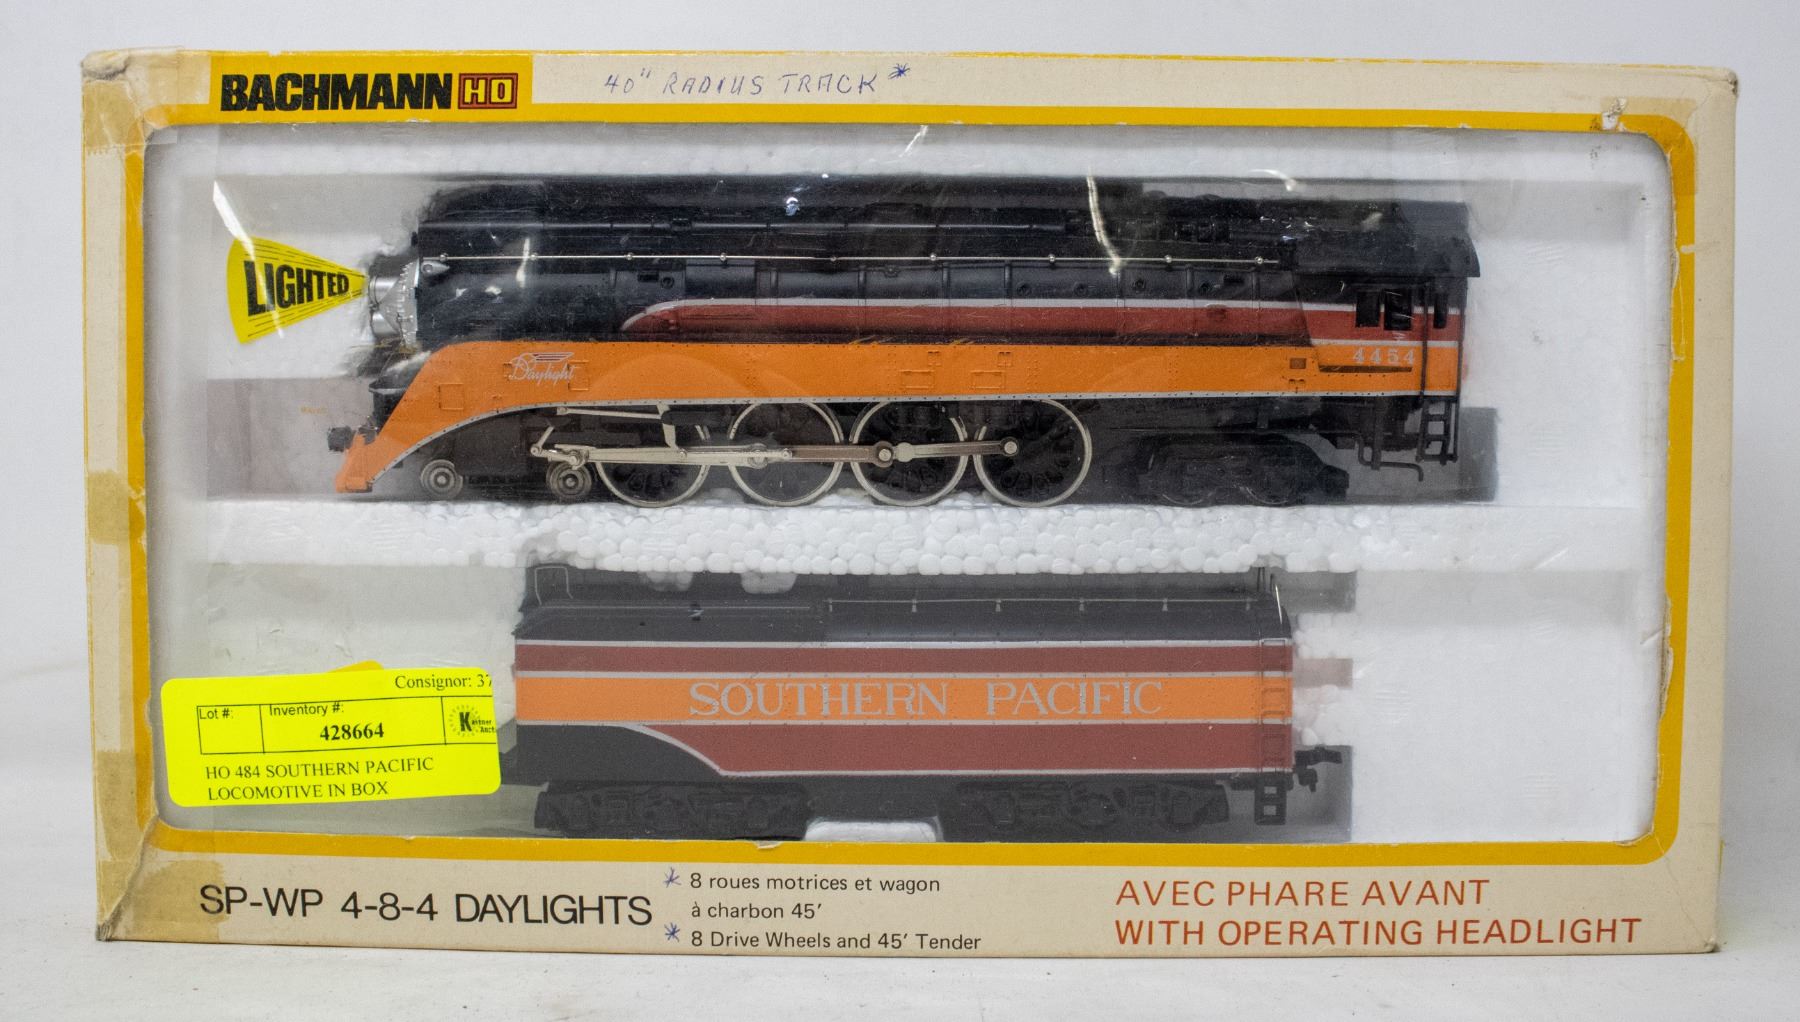 BACHMANN HO
40" RADIUS TRACK *
LIGHTED
Daylight
4454
SOUTHERN PACIFIC
Consignor: 37
Lot #: Inventory #:
428664
HO 484 SOUTHERN PACIFIC
LOCOMOTIVE IN BOX
SP-WP 4-8-4 DAYLIGHTS
* 8 roues motrices et wagon
à charbon 45'
* 8 Drive Wheels and 45' Tender
AVEC PHARE AVANT
WITH OPERATING HEADLIGHT